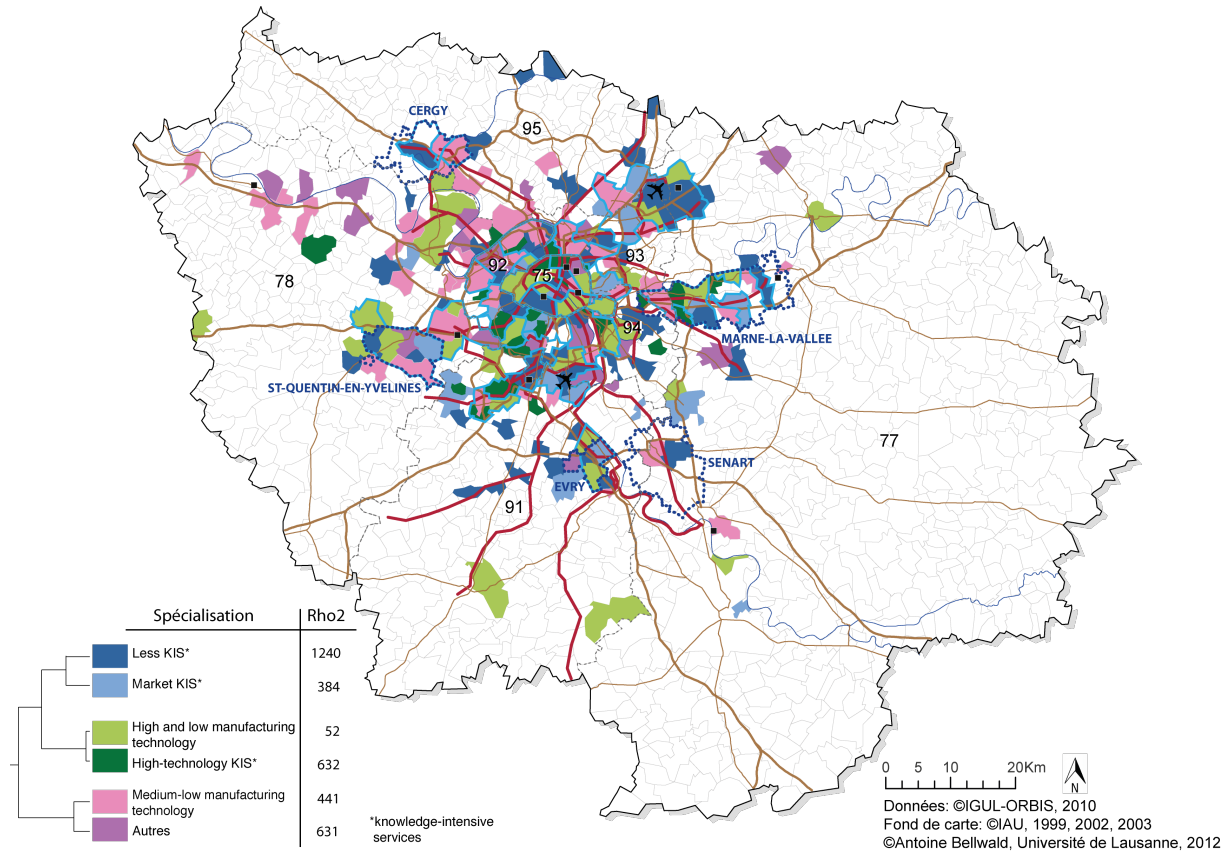 CERGY
95
93
92
75
78
94
MARNE-LA-VALLEE
ST-QUENTIN-EN-YVELINES
77
SENART
EVRY
91
Spécialisation
Rho2
Less KIS*
1240
Market KIS*
384
High and low manufacturing
technology
52
High-technology KIS*
632
Medium-low manufacturing
technology
441
Autres
631
*knowledge-intensive
services
0 5 10 20Km
N
Données: ©IGUL-ORBIS, 2010
Fond de carte: ©IAU, 1999, 2002, 2003
©Antoine Bellwald, Université de Lausanne, 2012